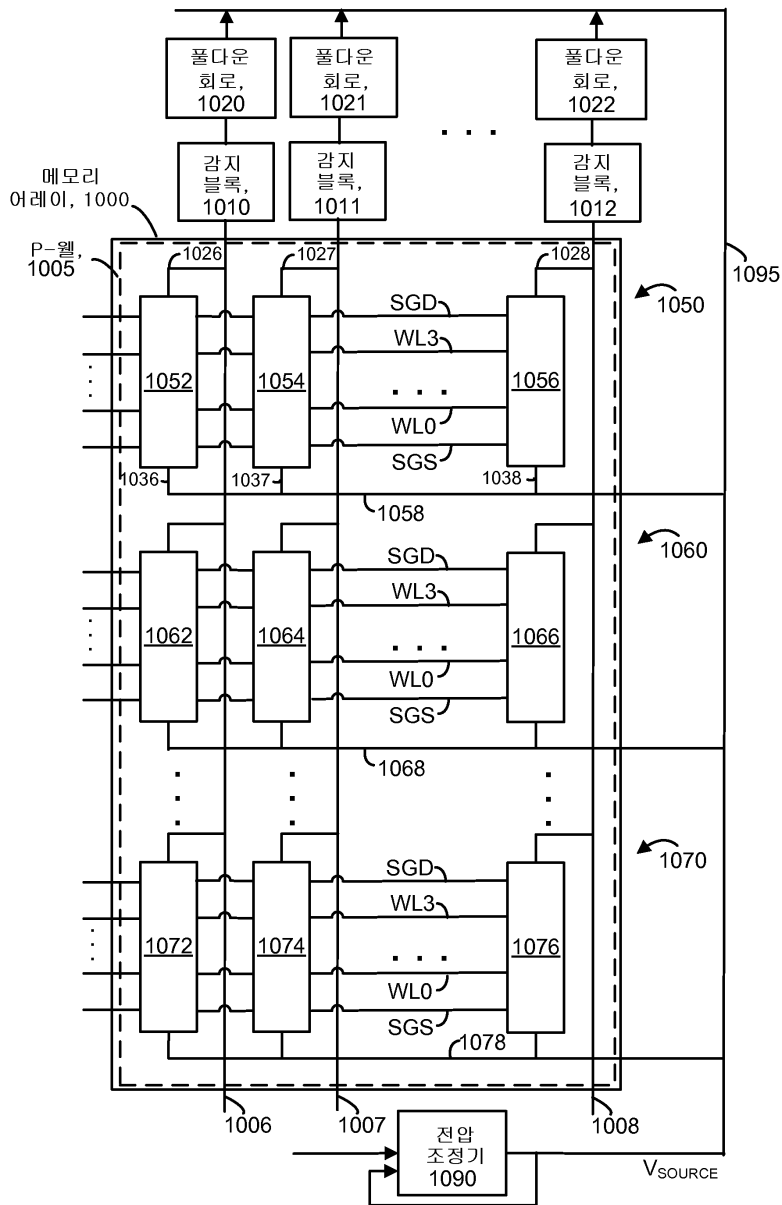 풀다운
회로,
1020
풀다운
회로,
1021
풀다운
회로,
1022
. . .
감지
블록,
1010
감지
블록,
1011
감지
블록,
1012
메모리
어레이, 1000
P-웰,
1005
1026
1027
1028
1050
1095
SGD
WL3
1052
1054
. . .
1056
WL0
SGS
1036
1037
1038
1058
1060
SGD
WL3
1062
1064
. . .
1066
WL0
SGS
1068
1070
SGD
WL3
1072
1074
. . .
1076
WL0
SGS
1078
1006
1007
1008
전압
조정기
1090
VSOURCE